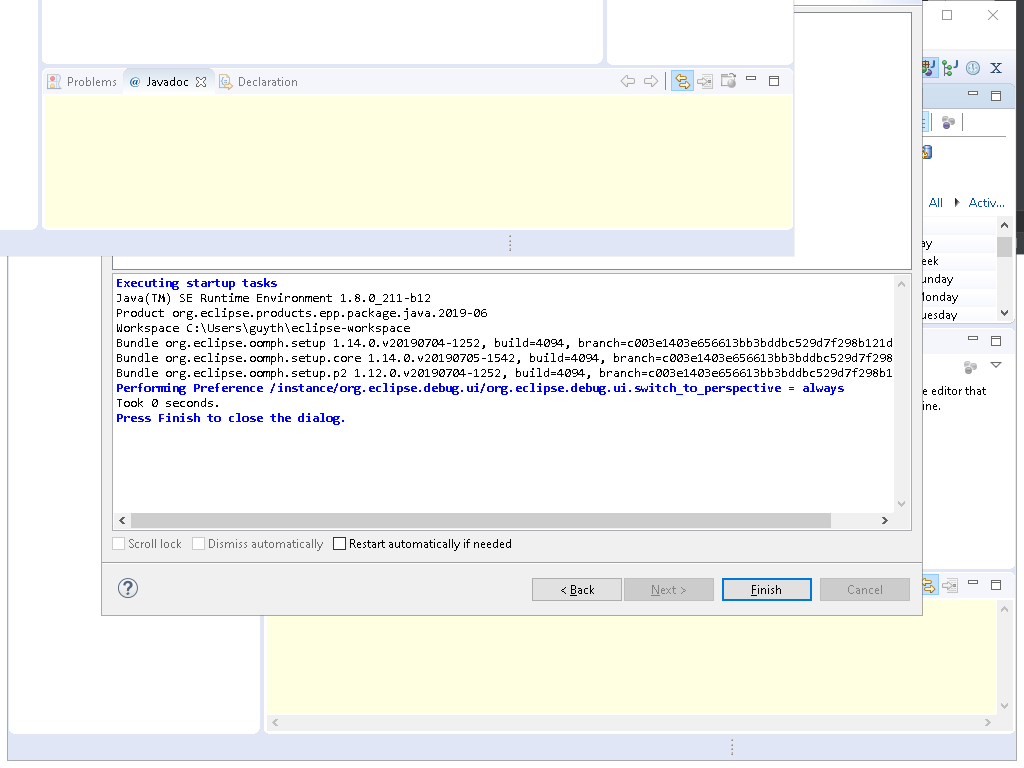 Problems @ Javadoc Declaration
X
All Activ...
ay
eek
unday
Monday
uesday
e editor that
ine.
Executing startup tasks
Java(TM) SE Runtime Environment 1.8.0_211-b12
Product org.eclipse.products.epp.package.java.2019-06
Workspace C:\Users\guyth\eclipse-workspace
Bundle org.eclipse.oomph.setup 1.14.0.v20190704-1252, build=4094, branch=c003e1403e656613bb3bddbc529d7f298b121d
Bundle org.eclipse.oomph.setup.core 1.14.0.v20190705-1542, build=4094, branch=c003e1403e656613bb3bddbc529d7f298
Bundle org.eclipse.oomph.setup.p2 1.12.0.v20190704-1252, build=4094, branch=c003e1403e656613bb3bddbc529d7f298b1
Performing Preference /instance/org.eclipse.debug.ui/org.eclipse.debug.ui.switch_to_perspective = always
Took 0 seconds.
Press Finish to close the dialog.
Scroll lock Dismiss automatically Restart automatically if needed
? < Back Next > Finish Cancel